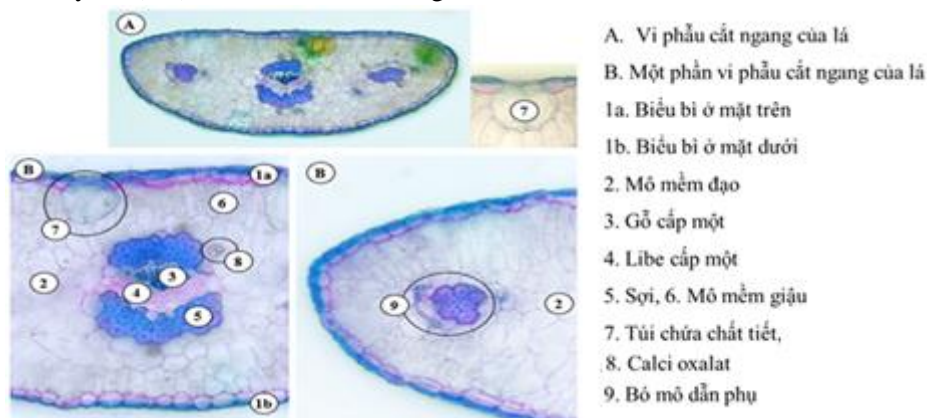 A
7
B
1a
6
7
8
2
3
4
5
1b
B
9
2
A. Vi phẫu cắt ngang của lá
B. Một phần vi phẫu cắt ngang của lá
1a. Biểu bì ở mặt trên
1b. Biểu bì ở mặt dưới
2. Mô mềm đạo
3. Gỗ cấp một
4. Libe cấp một
5. Sợi, 6. Mô mềm giậu
7. Túi chứa chất tiết,
8. Calci oxalat
9. Bó mô dẫn phụ